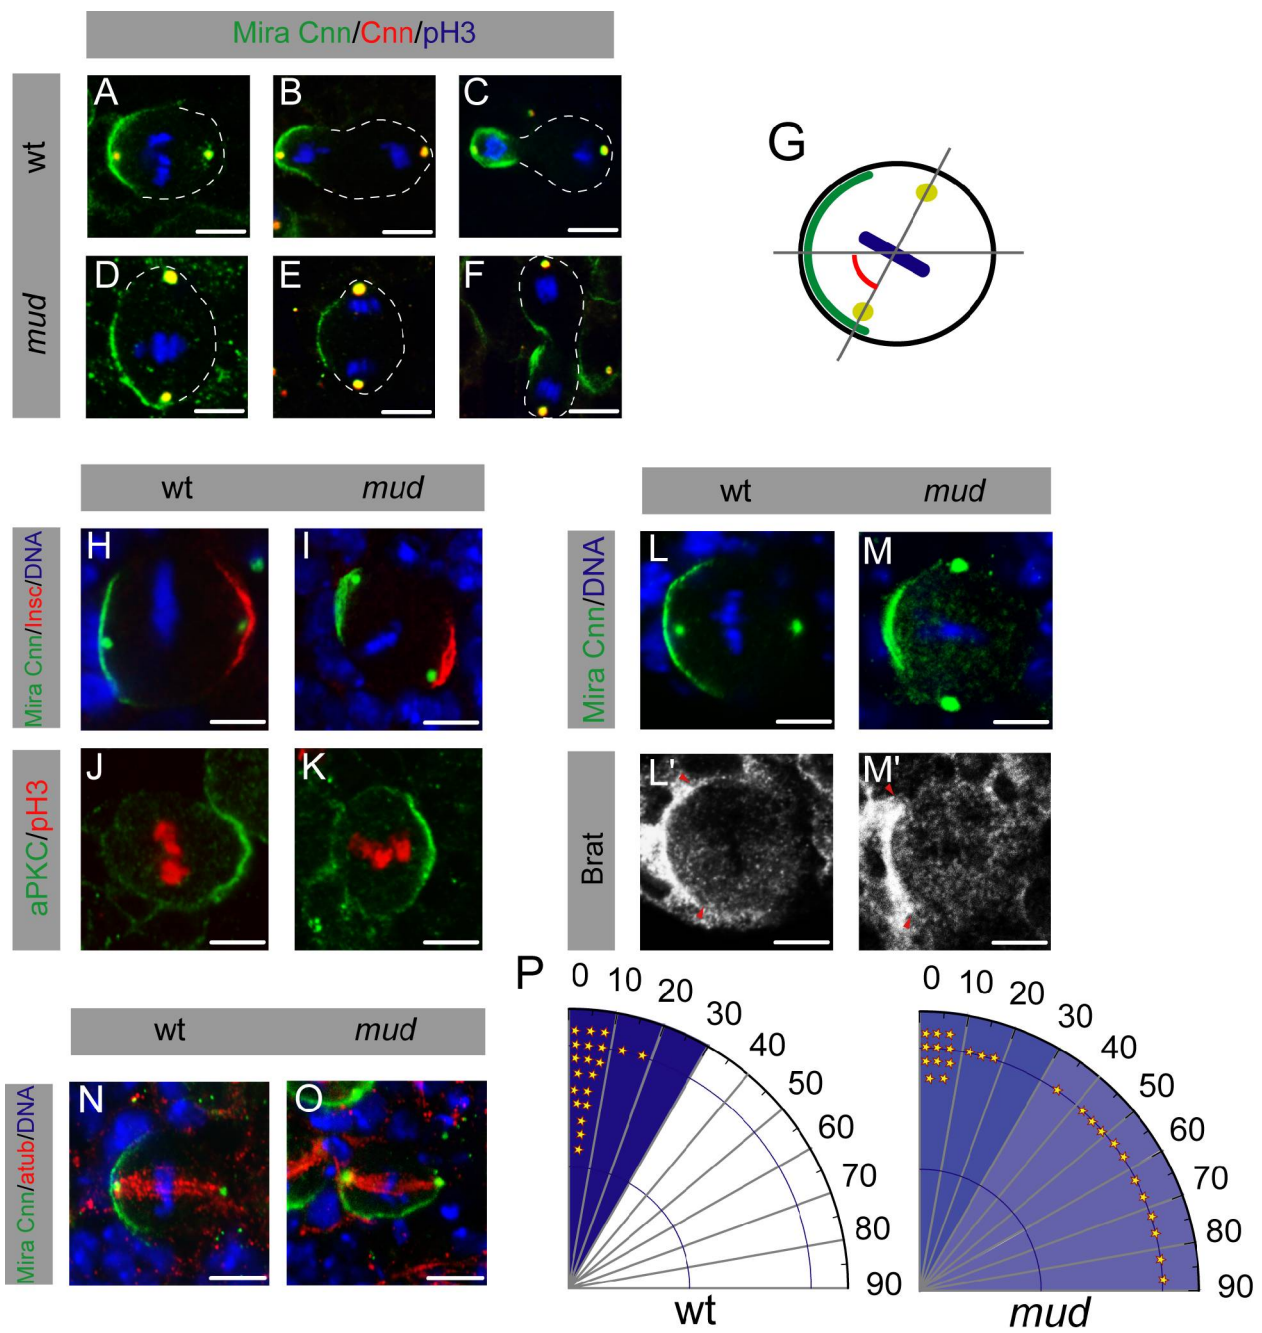 Mira Cnn/Cnn/pH3
wt
mud
A
B
C
D
E
F
G
wt
mud
Mira Cnn/Insc/DNA
H
I
aPKC/pH3
J
K
wt
mud
Mira Cnn/DNA
L
M
Brat
L'
M'
wt
mud
Mira Cnn/atub/DNA
N
O
P
0
10
20
30
40
50
60
70
80
90
wt
0
10
20
30
40
50
60
70
80
90
mud